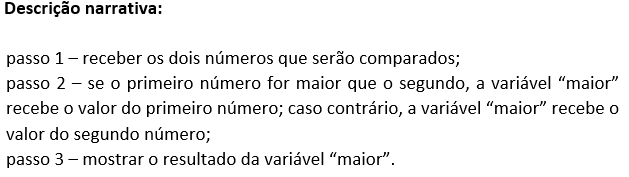 Descrição narrativa:
passo 1 – receber os dois números que serão comparados;
passo 2 – se o primeiro número for maior que o segundo, a variável “maior”
recebe o valor do primeiro número; caso contrário, a variável “maior” recebe o
valor do segundo número;
passo 3 – mostrar o resultado da variável “maior”.